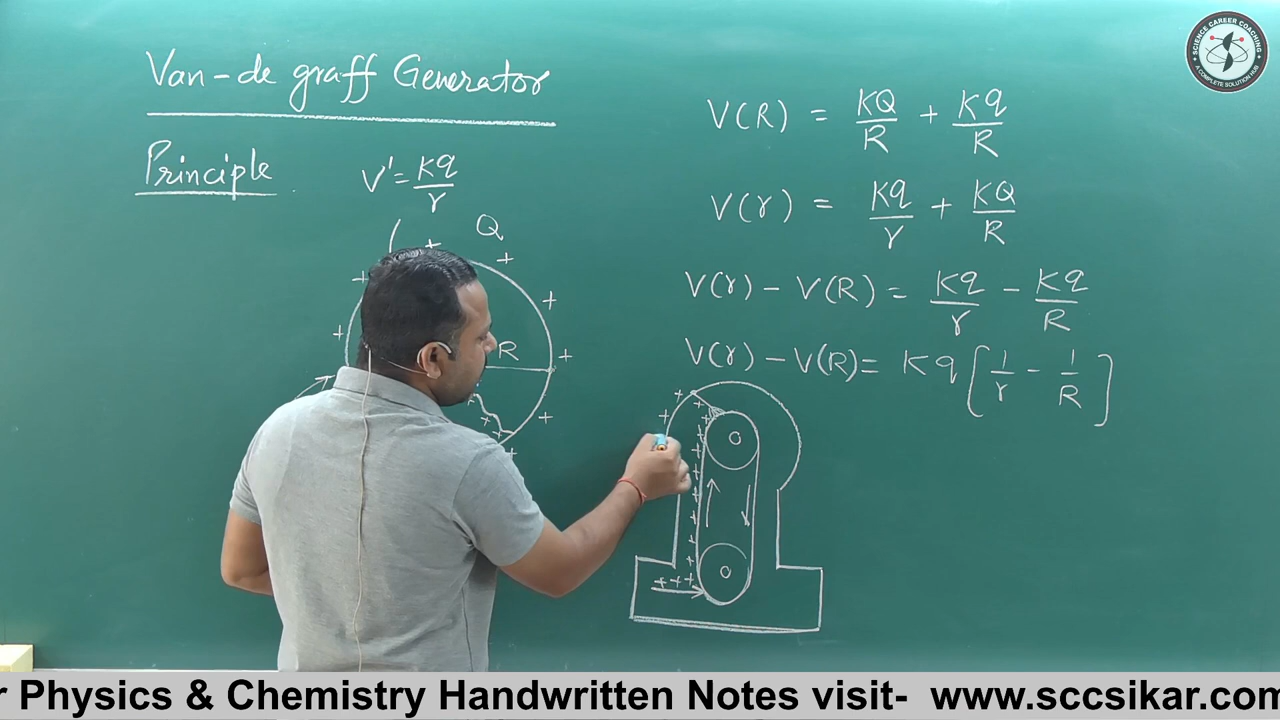 Van-de graff Generator
Principle
V' = Kq/r
Q
R
V(R) = KQ/R + Kq/R
V(r) = Kq/r + KQ/R
V(r) - V(R) = Kq/r - Kq/R
V(r) - V(R) = Kq [1/r - 1/R]
SCIENCE CAREER COACHING
A COMPLETE SOLUTION HUB
r Physics & Chemistry Handwritten Notes visit- www.sccsikar.com